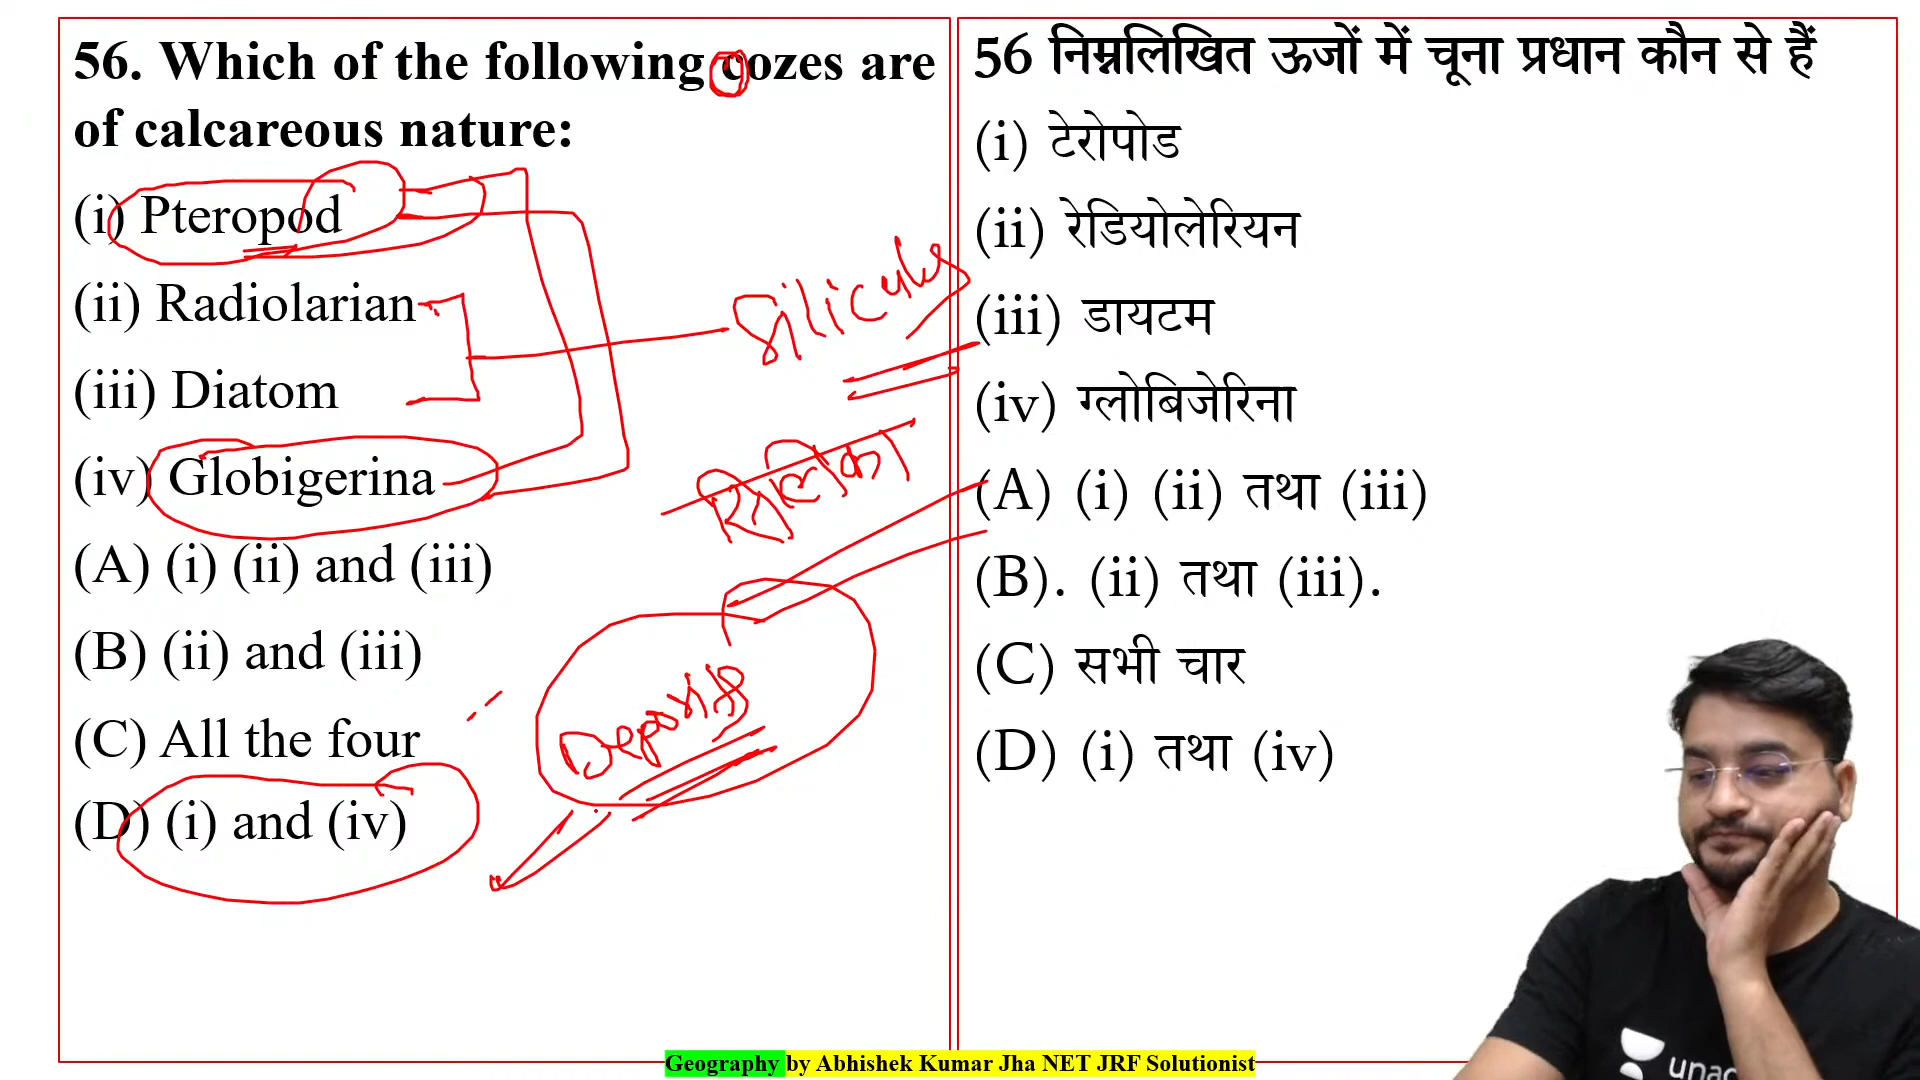 56. Which of the following cozes are
of calcareous nature:
(i) Pteropod
(ii) Radiolarian
(iii) Diatom
(iv) Globigerina
(A) (i) (ii) and (iii)
(B) (ii) and (iii)
(C) All the four
(D) (i) and (iv)
सिलिका
Deposits
56 निम्नलिखित ऊजों में चूना प्रधान कौन से हैं
(i) टेरोपोड
(ii) रेडियोलेरियन
(iii) डायटम
(iv) ग्लोबिजेरिना
(A) (i) (ii) तथा (iii)
(B). (ii) तथा (iii).
(C) सभी चार
(D) (i) तथा (iv)
Geography by Abhishek Kumar Jha NET JRF Solutionist